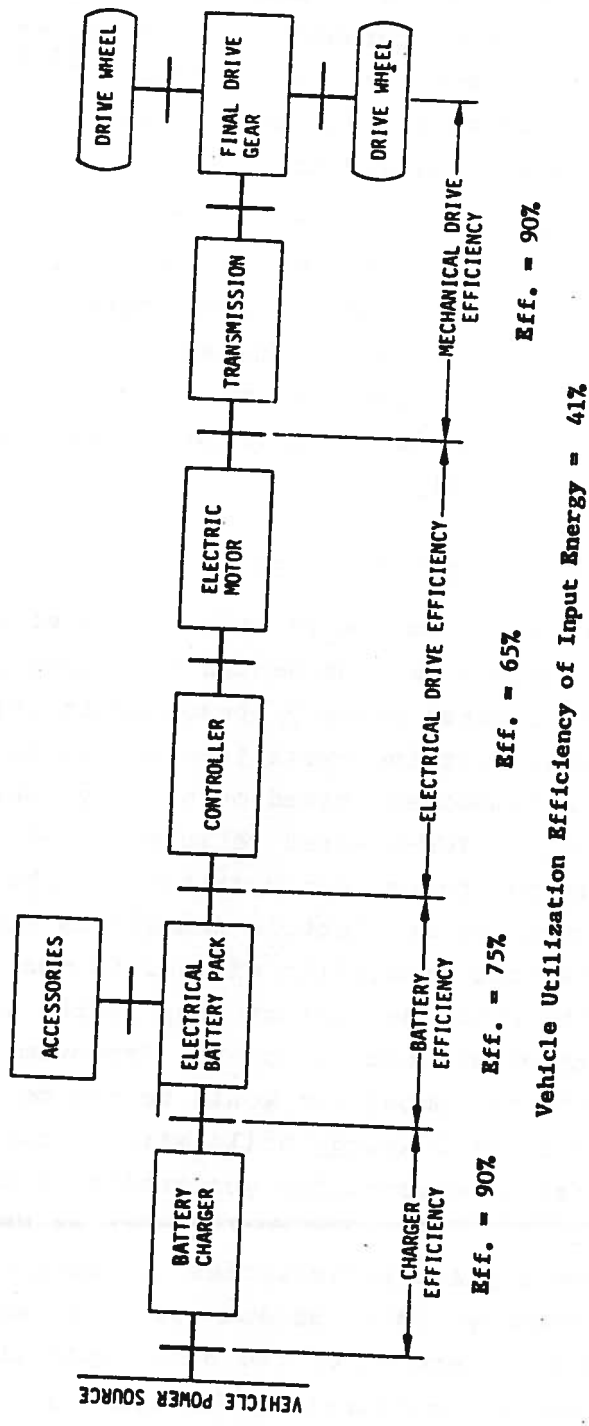 VEHICLE POWER SOURCE
BATTERY
CHARGER
ACCESSORIES
ELECTRICAL
BATTERY PACK
CONTROLLER
ELECTRIC
MOTOR
TRANSMISSION
FINAL DRIVE
GEAR
DRIVE WHEEL
DRIVE WHEEL
CHARGER
EFFICIENCY
BATTERY
EFFICIENCY
ELECTRICAL DRIVE EFFICIENCY
MECHANICAL DRIVE
EFFICIENCY
Eff. = 90%
Eff. = 75%
Eff. = 65%
Eff. = 90%
Vehicle Utilization Efficiency of Input Energy = 41%